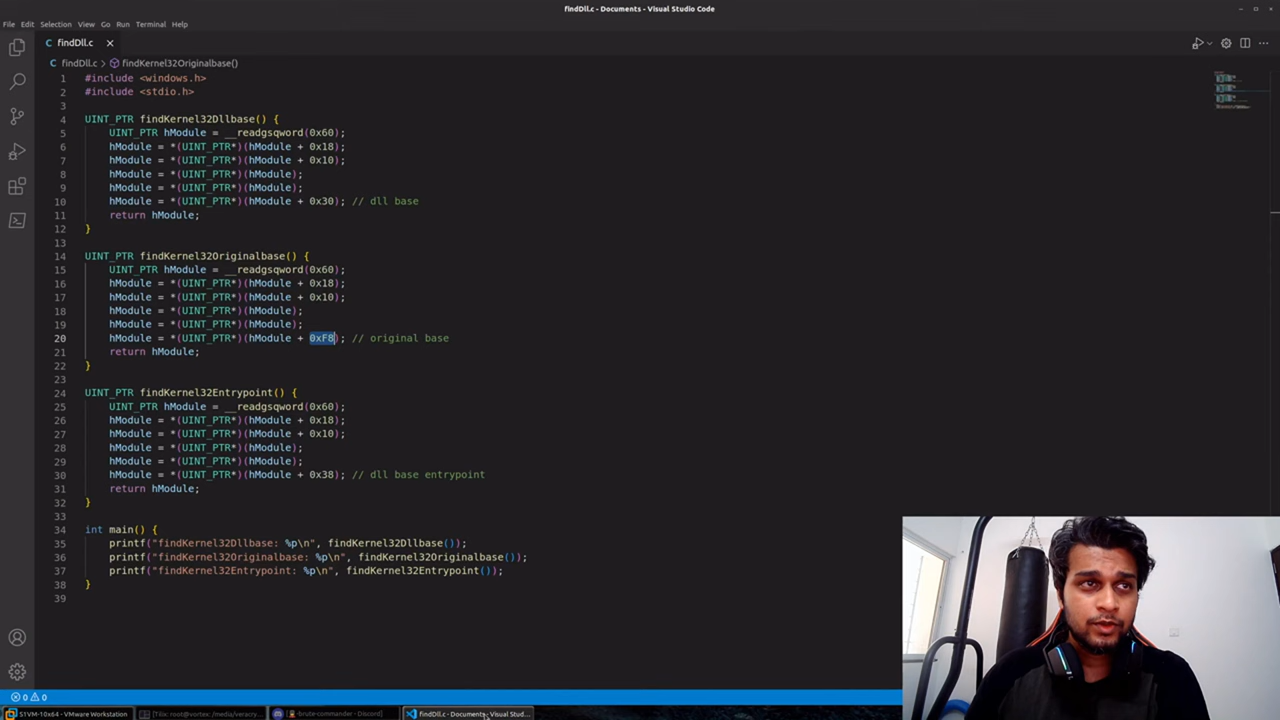 findDll.c - Documents - Visual Studio Code
File Edit Selection View Go Run Terminal Help
findDll.c
findDll.c > findKernel32Originalbase()
1 #include <windows.h>
2 #include <stdio.h>
3
4 UINT_PTR findKernel32Dllbase() {
5 UINT_PTR hModule = __readgsqword(0x60);
6 hModule = *(UINT_PTR*)(hModule + 0x18);
7 hModule = *(UINT_PTR*)(hModule + 0x10);
8 hModule = *(UINT_PTR*)(hModule);
9 hModule = *(UINT_PTR*)(hModule);
10 hModule = *(UINT_PTR*)(hModule + 0x30); // dll base
11 return hModule;
12 }
13
14 UINT_PTR findKernel32Originalbase() {
15 UINT_PTR hModule = __readgsqword(0x60);
16 hModule = *(UINT_PTR*)(hModule + 0x18);
17 hModule = *(UINT_PTR*)(hModule + 0x10);
18 hModule = *(UINT_PTR*)(hModule);
19 hModule = *(UINT_PTR*)(hModule);
20 hModule = *(UINT_PTR*)(hModule + 0xF8); // original base
21 return hModule;
22 }
23
24 UINT_PTR findKernel32Entrypoint() {
25 UINT_PTR hModule = __readgsqword(0x60);
26 hModule = *(UINT_PTR*)(hModule + 0x18);
27 hModule = *(UINT_PTR*)(hModule + 0x10);
28 hModule = *(UINT_PTR*)(hModule);
29 hModule = *(UINT_PTR*)(hModule);
30 hModule = *(UINT_PTR*)(hModule + 0x38); // dll base entrypoint
31 return hModule;
32 }
33
34 int main() {
35 printf("findKernel32Dllbase: %p\n", findKernel32Dllbase());
36 printf("findKernel32Originalbase: %p\n", findKernel32Originalbase());
37 printf("findKernel32Entrypoint: %p\n", findKernel32Entrypoint());
38 }
39
0 0
S1VM-10x64 - VMware Workstation [Tilix: root@vortex: /media/veracry... -brute-commander - Discord] findDll.c - Documents - Visual Stud...